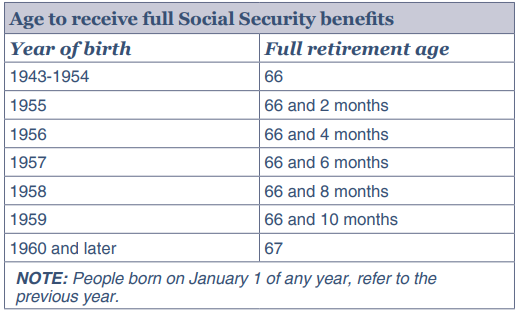 Age to receive full Social Security benefits
Year of birth Full retirement age
1943-1954 66
1955 66 and 2 months
1956 66 and 4 months
1957 66 and 6 months
1958 66 and 8 months
1959 66 and 10 months
1960 and later 67
NOTE: People born on January 1 of any year, refer to the
previous year.